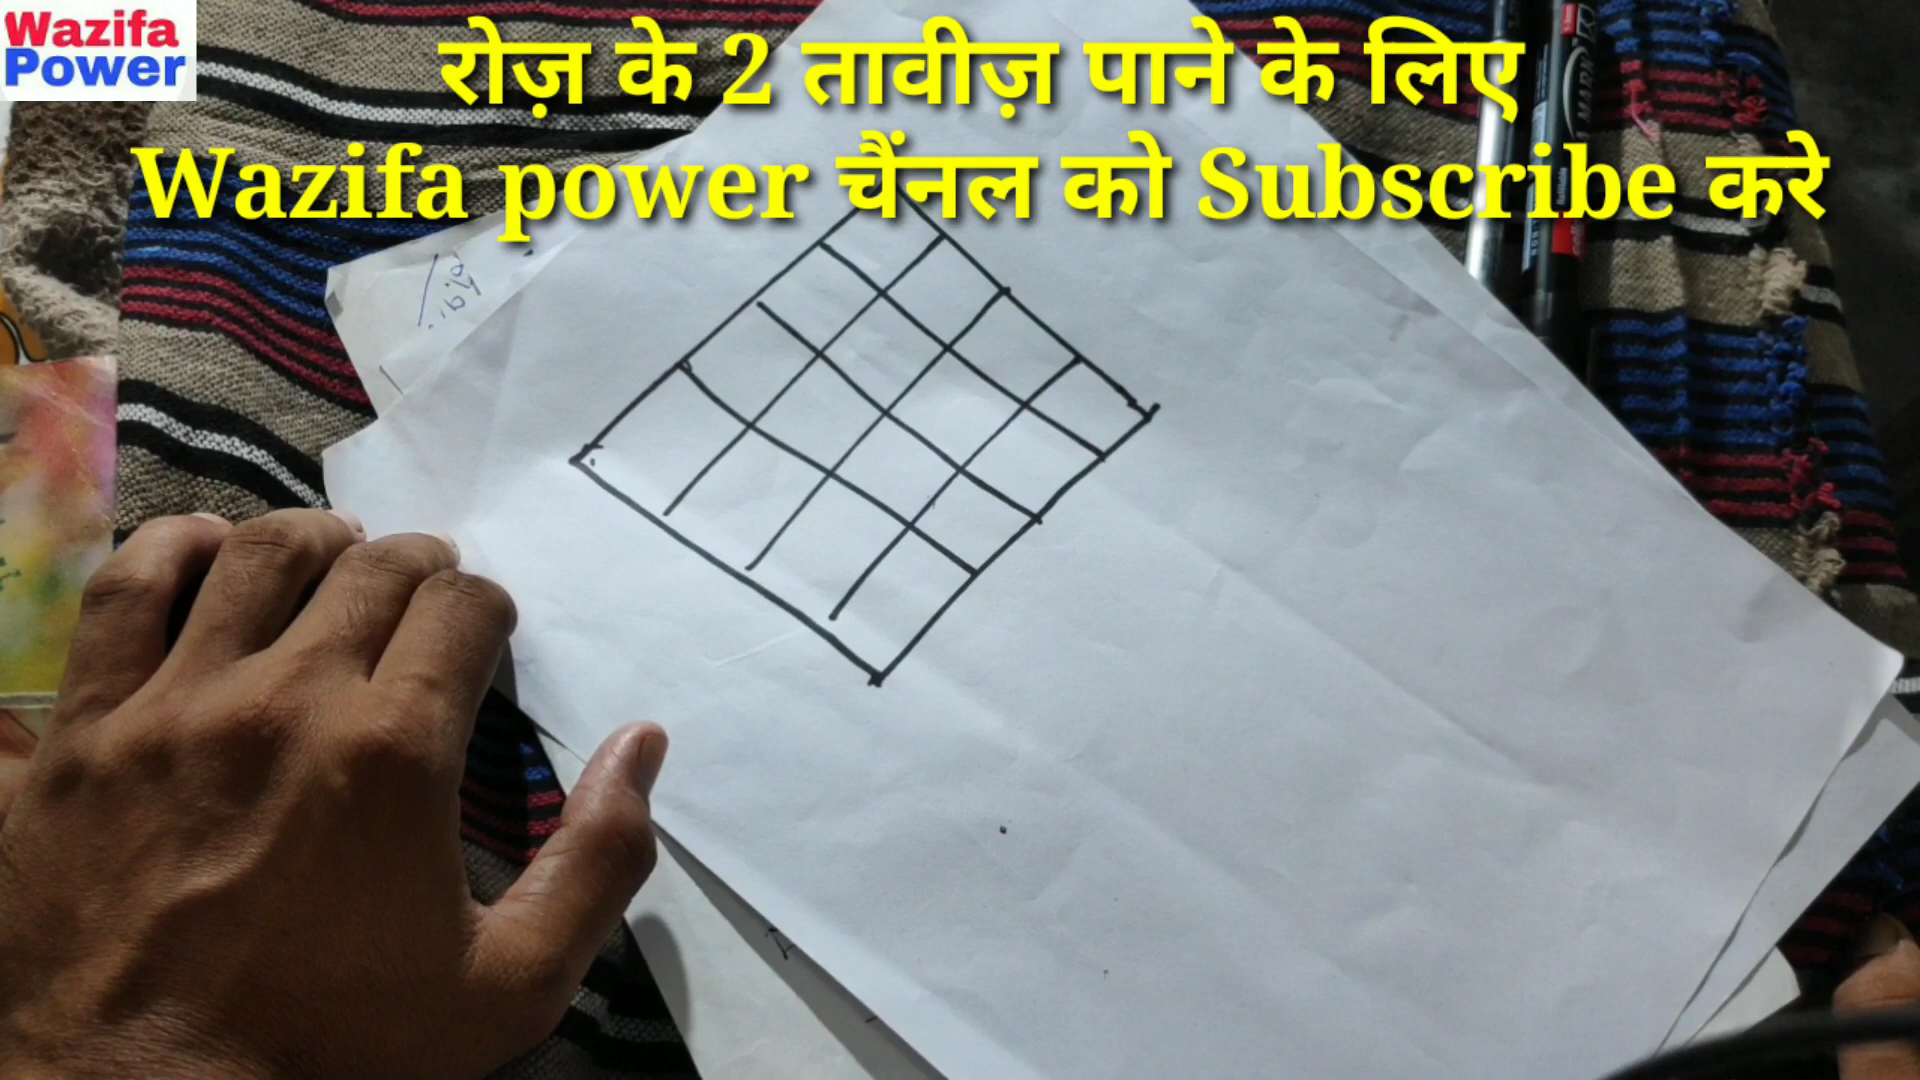 Wazifa
Power
रोज़ के 2 तावीज़ पाने के लिए
Wazifa power चैंनल को Subscribe करे